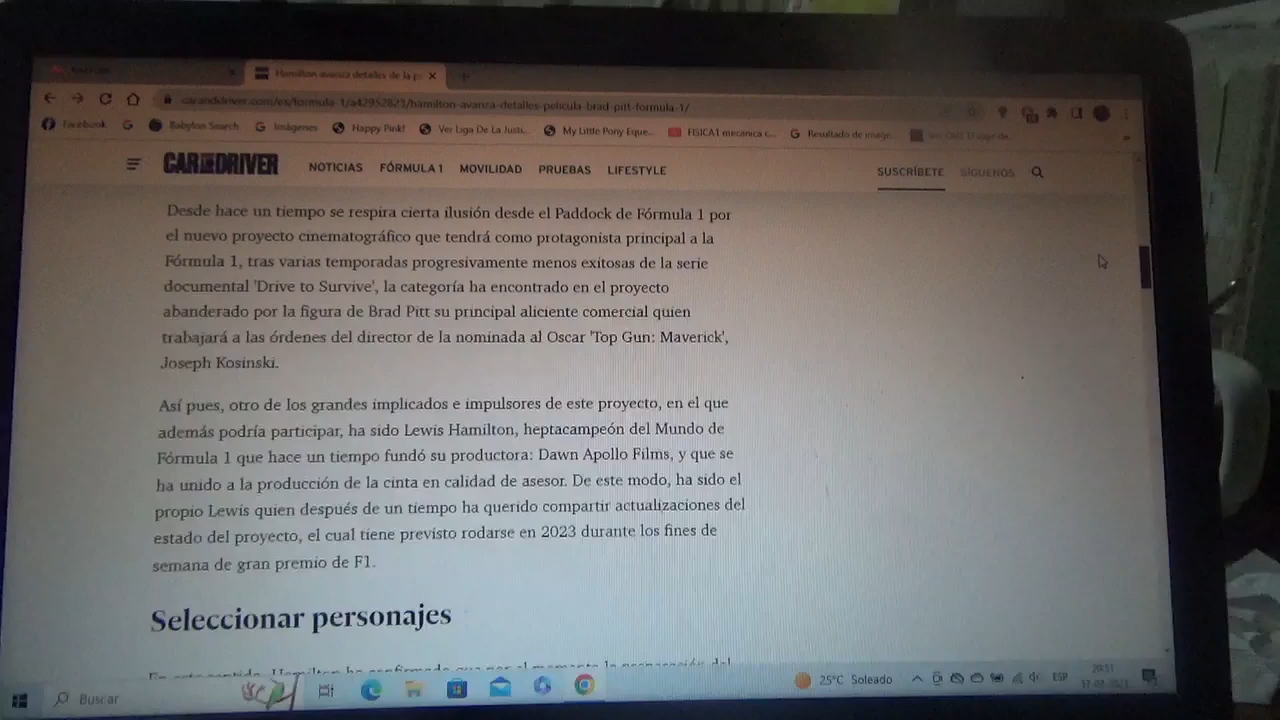 Hamilton avanza detalles de la p
caranddriver.com/es/formula-1/a42952823/hamilton-avanza-detalles-pelicula-brad-pitt-formula-1/
Facebook Babylon Search Imágenes Happy Pink! Ver Liga De La Justi... My Little Pony Eque... FISICA1 mecanica c... Resultado de image...
CAR AND DRIVER NOTICIAS FÓRMULA 1 MOVILIDAD PRUEBAS LIFESTYLE SUSCRÍBETE SÍGUENOS
Desde hace un tiempo se respira cierta ilusión desde el Paddock de Fórmula 1 por
el nuevo proyecto cinematográfico que tendrá como protagonista principal a la
Fórmula 1, tras varias temporadas progresivamente menos exitosas de la serie
documental 'Drive to Survive', la categoría ha encontrado en el proyecto
abanderado por la figura de Brad Pitt su principal aliciente comercial quien
trabajará a las órdenes del director de la nominada al Oscar 'Top Gun: Maverick',
Joseph Kosinski.
Así pues, otro de los grandes implicados e impulsores de este proyecto, en el que
además podría participar, ha sido Lewis Hamilton, heptacampeón del Mundo de
Fórmula 1 que hace un tiempo fundó su productora: Dawn Apollo Films, y que se
ha unido a la producción de la cinta en calidad de asesor. De este modo, ha sido el
propio Lewis quien después de un tiempo ha querido compartir actualizaciones del
estado del proyecto, el cual tiene previsto rodarse en 2023 durante los fines de
semana de gran premio de F1.
Seleccionar personajes
Buscar 25°C Soleado ESP 20:51